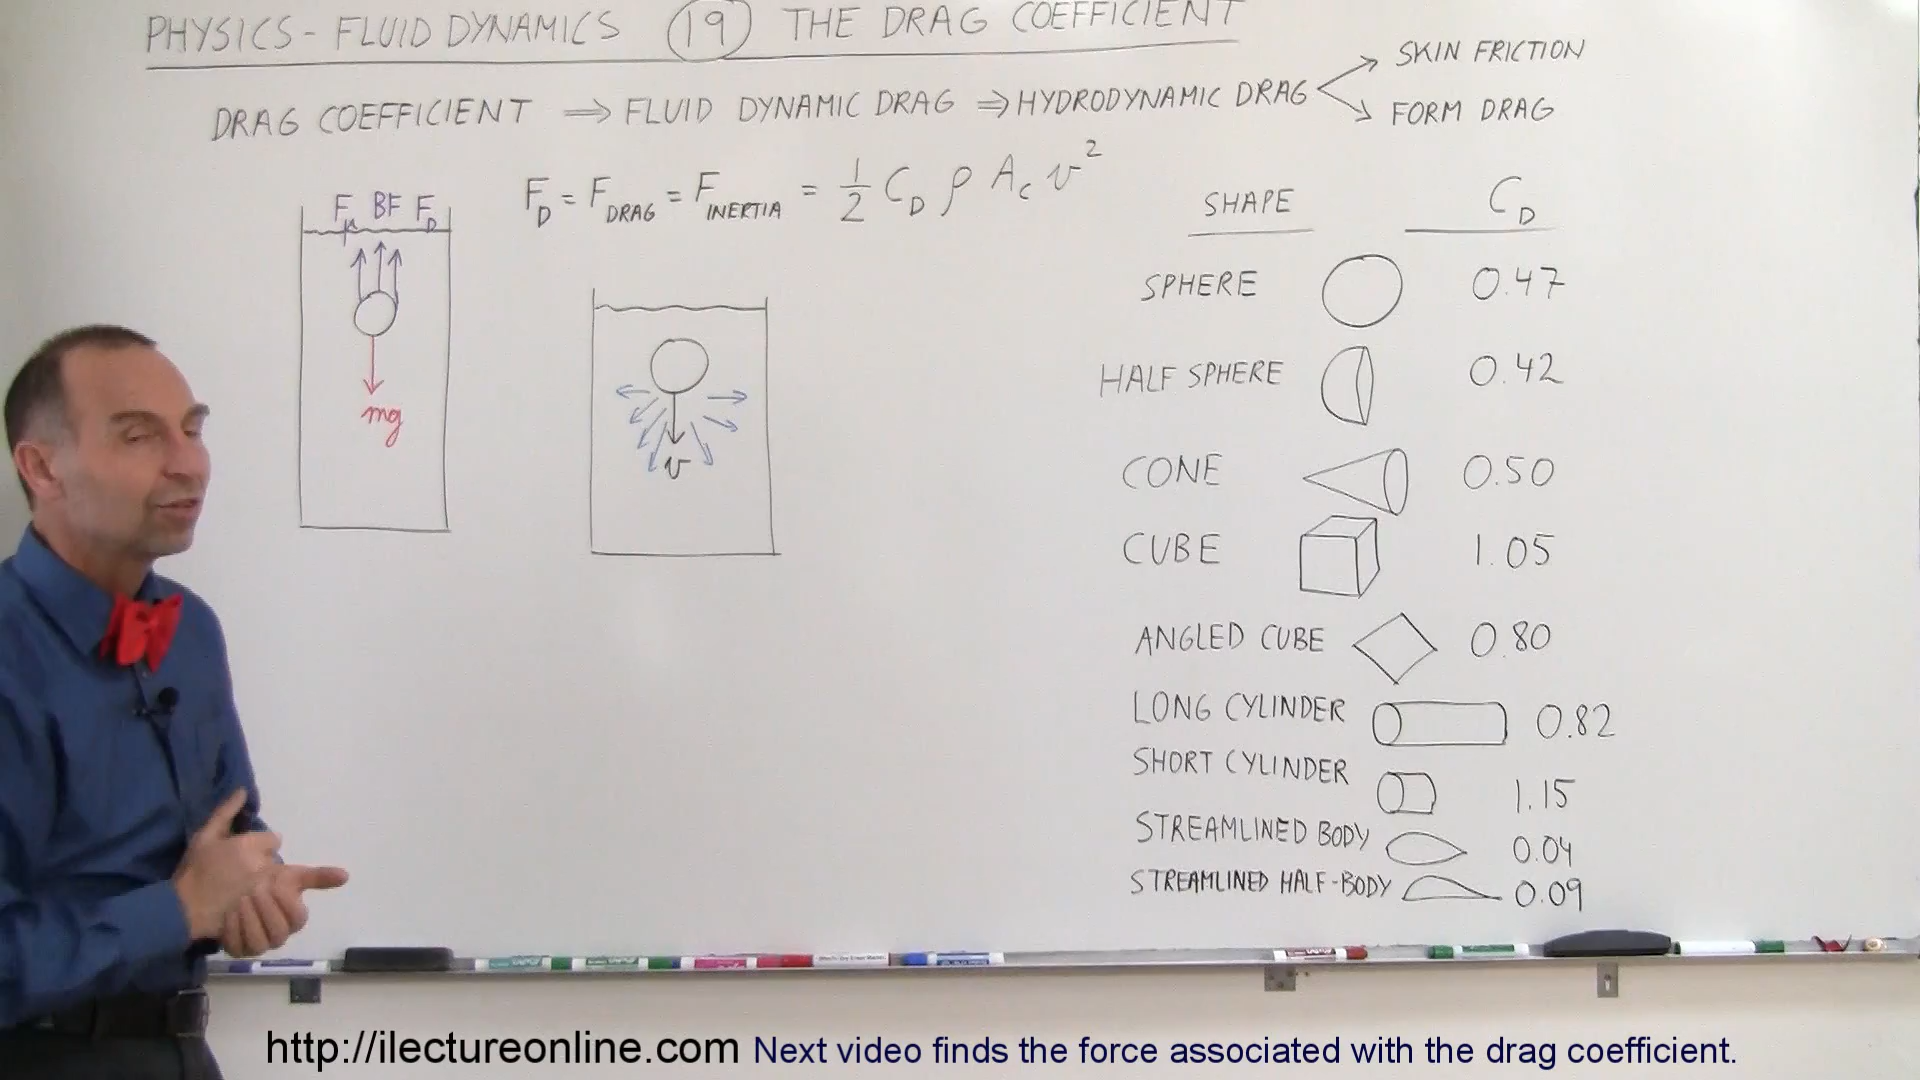 PHYSICS - FLUID DYNAMICS 19 THE DRAG COEFFICIENT
DRAG COEFFICIENT ⇒ FLUID DYNAMIC DRAG ⇒ HYDRODYNAMIC DRAG
SKIN FRICTION
FORM DRAG
F_D = F_DRAG = F_INERTIA = 1/2 C_D ρ A_c v²
F_μ BF F_D
mg
v
SHAPE C_D
SPHERE 0.47
HALF SPHERE 0.42
CONE 0.50
CUBE 1.05
ANGLED CUBE 0.80
LONG CYLINDER 0.82
SHORT CYLINDER 1.15
STREAMLINED BODY 0.04
STREAMLINED HALF-BODY 0.09
http://ilectureonline.com Next video finds the force associated with the drag coefficient.